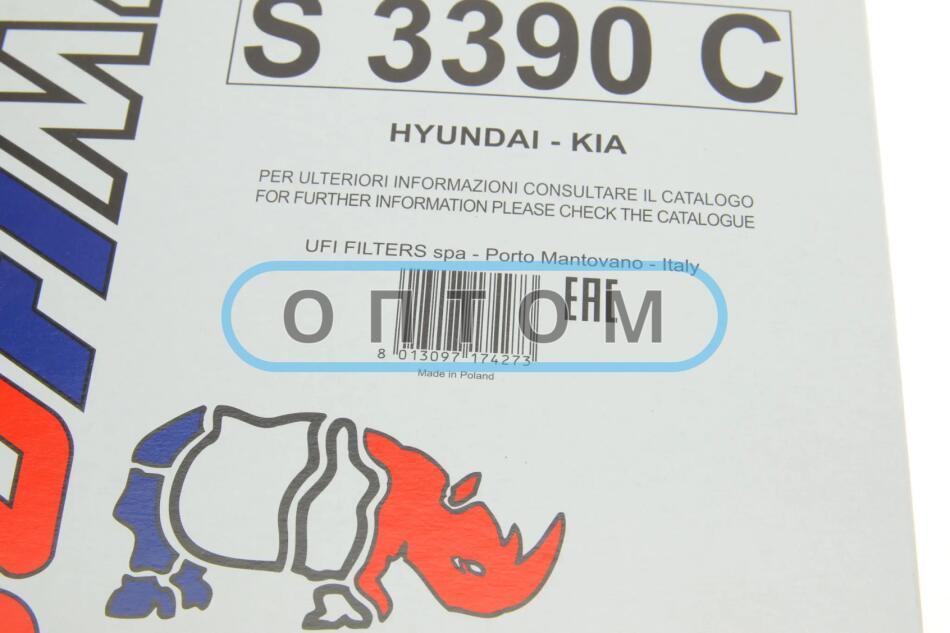 S 3390 C
HYUNDAI - KIA
PER ULTERIORI INFORMAZIONI CONSULTARE IL CATALOGO
FOR FURTHER INFORMATION PLEASE CHECK THE CATALOGUE
UFI FILTERS spa - Porto Mantovano - Italy
EAC
ОПТОМ
8 013097 174273
Made in Poland